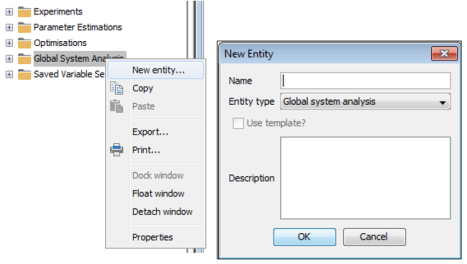 Experiments
Parameter Estimations
Optimisations
Global System Analysis
Saved Variable Se
New entity...
Copy
Paste
Export...
Print...
Dock window
Float window
Detach window
Properties
New Entity
Name
Entity type Global system analysis
Use template?
Description
OK Cancel